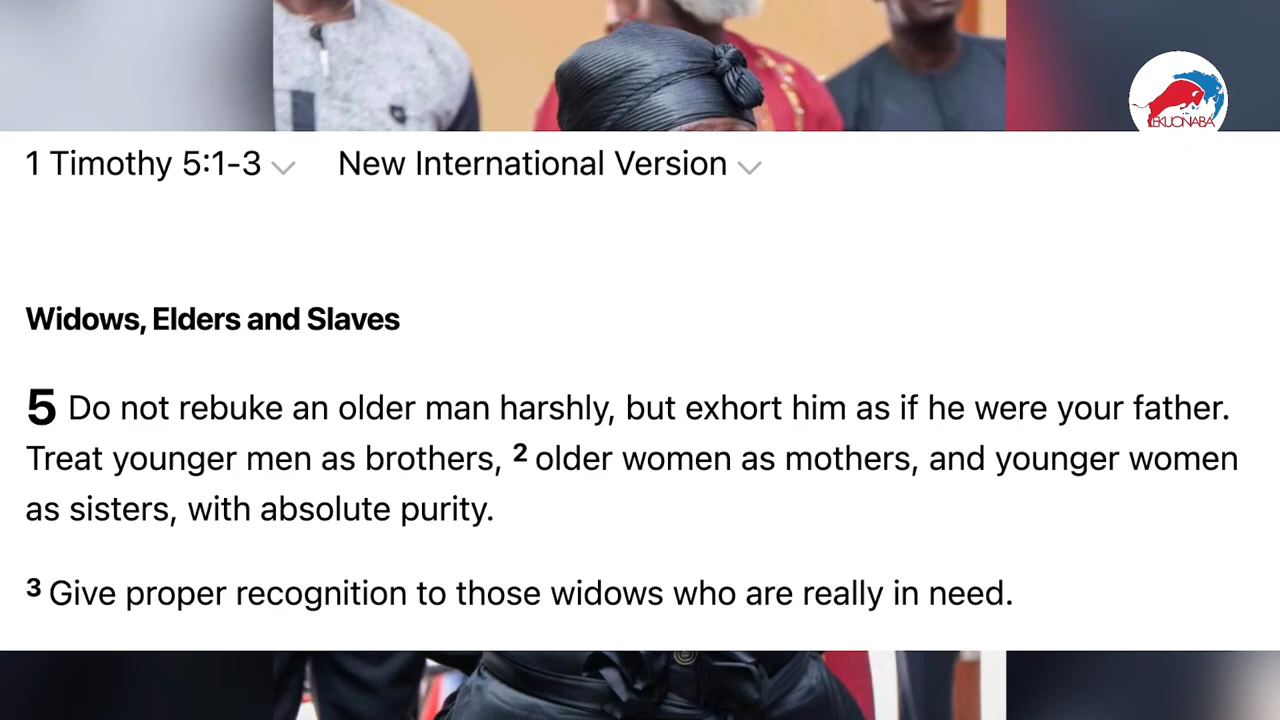 EKUONABA
1 Timothy 5:1-3 New International Version
Widows, Elders and Slaves
5 Do not rebuke an older man harshly, but exhort him as if he were your father.
Treat younger men as brothers, 2 older women as mothers, and younger women
as sisters, with absolute purity.
3 Give proper recognition to those widows who are really in need.